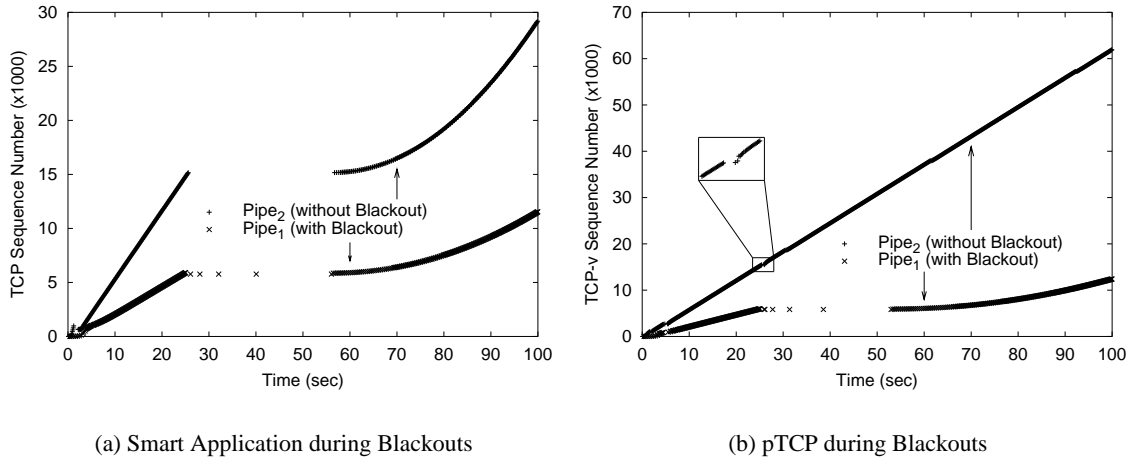 30
25
20
15
10
5
0
0 10 20 30 40 50 60 70 80 90 100
TCP Sequence Number (x1000)
Time (sec)
Pipe2 (without Blackout)
Pipe1 (with Blackout)
(a) Smart Application during Blackouts
70
60
50
40
30
20
10
0
0 10 20 30 40 50 60 70 80 90 100
TCP-v Sequence Number (x1000)
Time (sec)
Pipe2 (without Blackout)
Pipe1 (with Blackout)
(b) pTCP during Blackouts